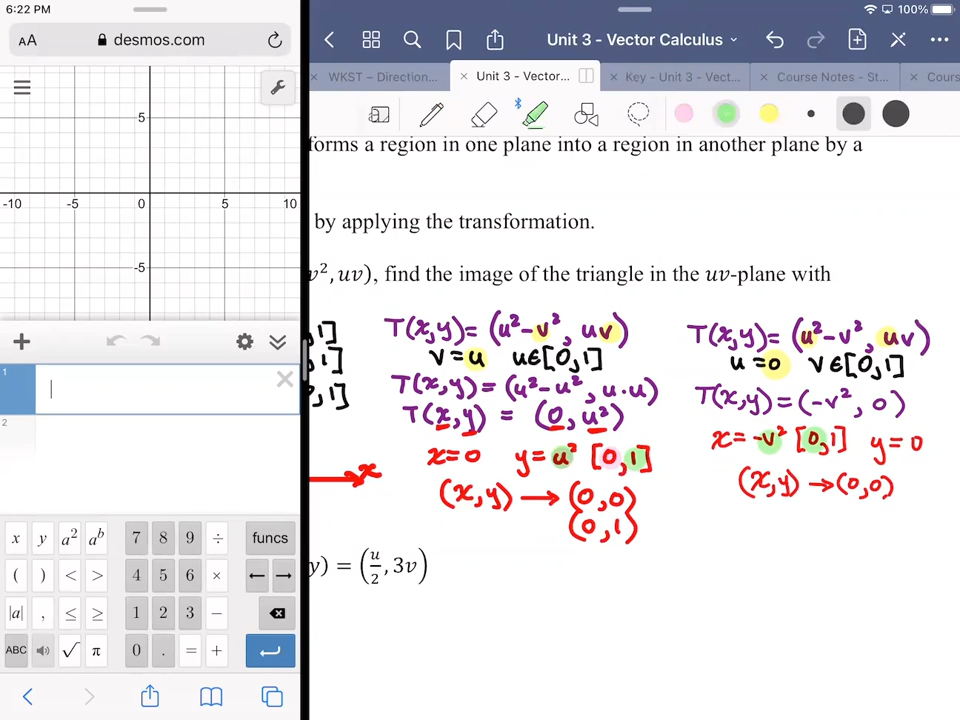 6:22 PM
100%
AA desmos.com
Unit 3 - Vector Calculus
WKST – Direction...
Unit 3 - Vector...
Key - Unit 3 - Vect...
Course Notes - St...
Cours
5
-10 -5 0 5 10
-5
1
2
x y a² aᵇ 7 8 9 ÷ funcs
( ) < > 4 5 6 × ← →
|a| , ≤ ≥ 1 2 3 −
ABC √ π 0 . = +
forms a region in one plane into a region in another plane by a
by applying the transformation.
v², uv), find the image of the triangle in the uv-plane with
1]
1]
1]
x
T(x,y) = (u²-v², uv)
v = u u∈[0,1]
T(x,y) = (u²-u², u·u)
T(x,y) = (0, u²)
x=0 y=u² [0,1]
(x,y) → (0,0)
(0,1)
T(x,y) = (u²-v², uv)
u=0 v∈[0,1]
T(x,y) = (-v², 0)
x=-v² [0,1] y=0
(x,y) → (0,0)
y) = (u/2, 3v)